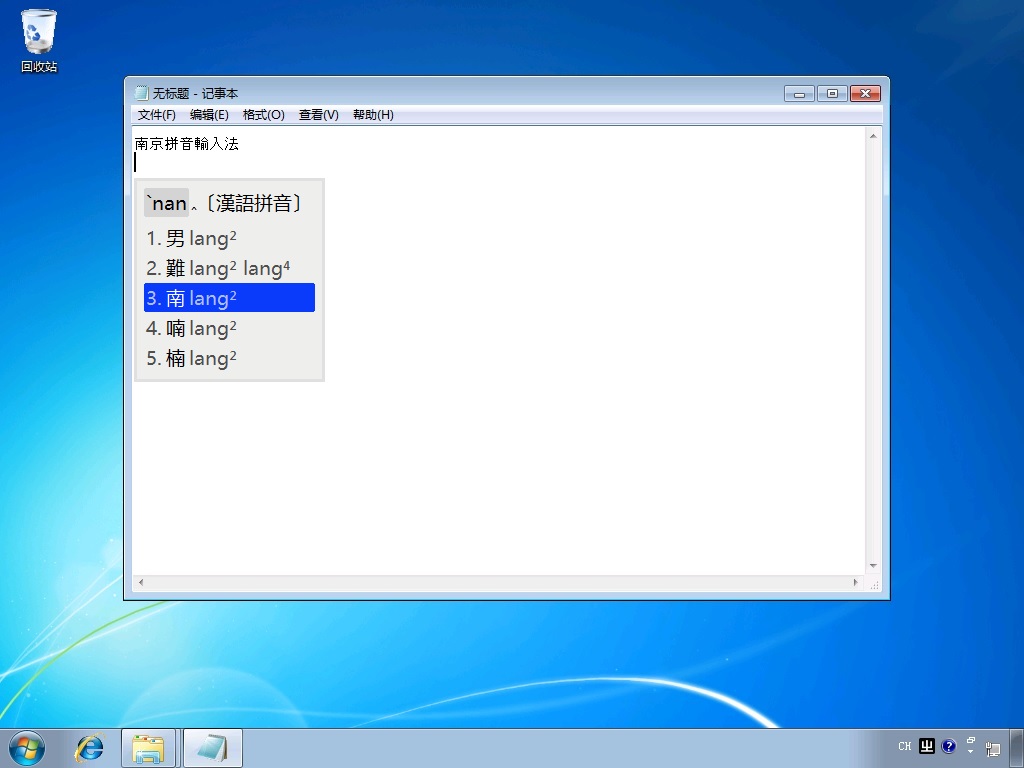 回收站
无标题 - 记事本
文件(F) 编辑(E) 格式(O) 查看(V) 帮助(H)
南京拼音輸入法
`nan‸〔漢語拼音〕
1. 男 lang²
2. 難 lang² lang⁴
3. 南 lang²
4. 喃 lang²
5. 楠 lang²
CH